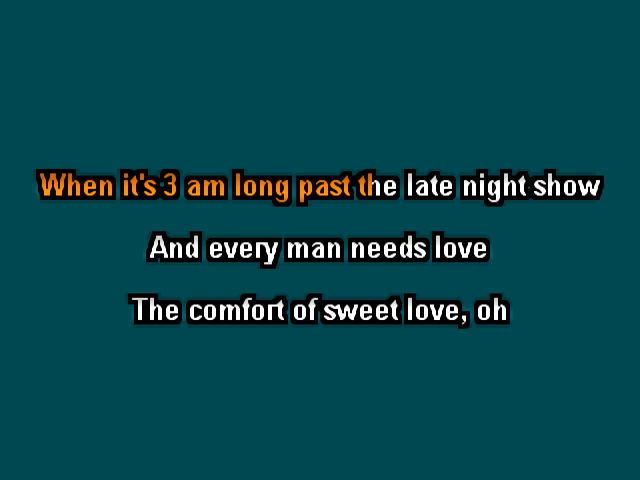 When it's 3 am long past the late night show
And every man needs love
The comfort of sweet love, oh